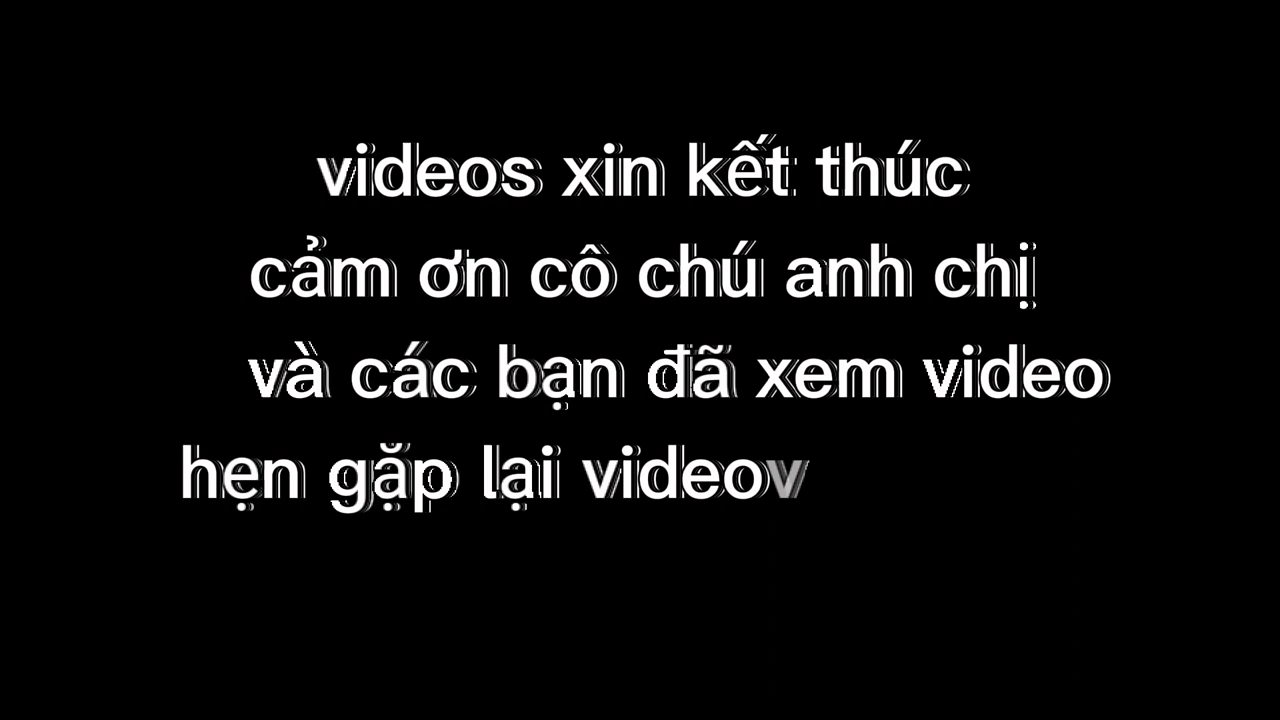 videos xin kết thúc
cảm ơn cô chú anh chị
và các bạn đã xem video
hẹn gặp lại videov